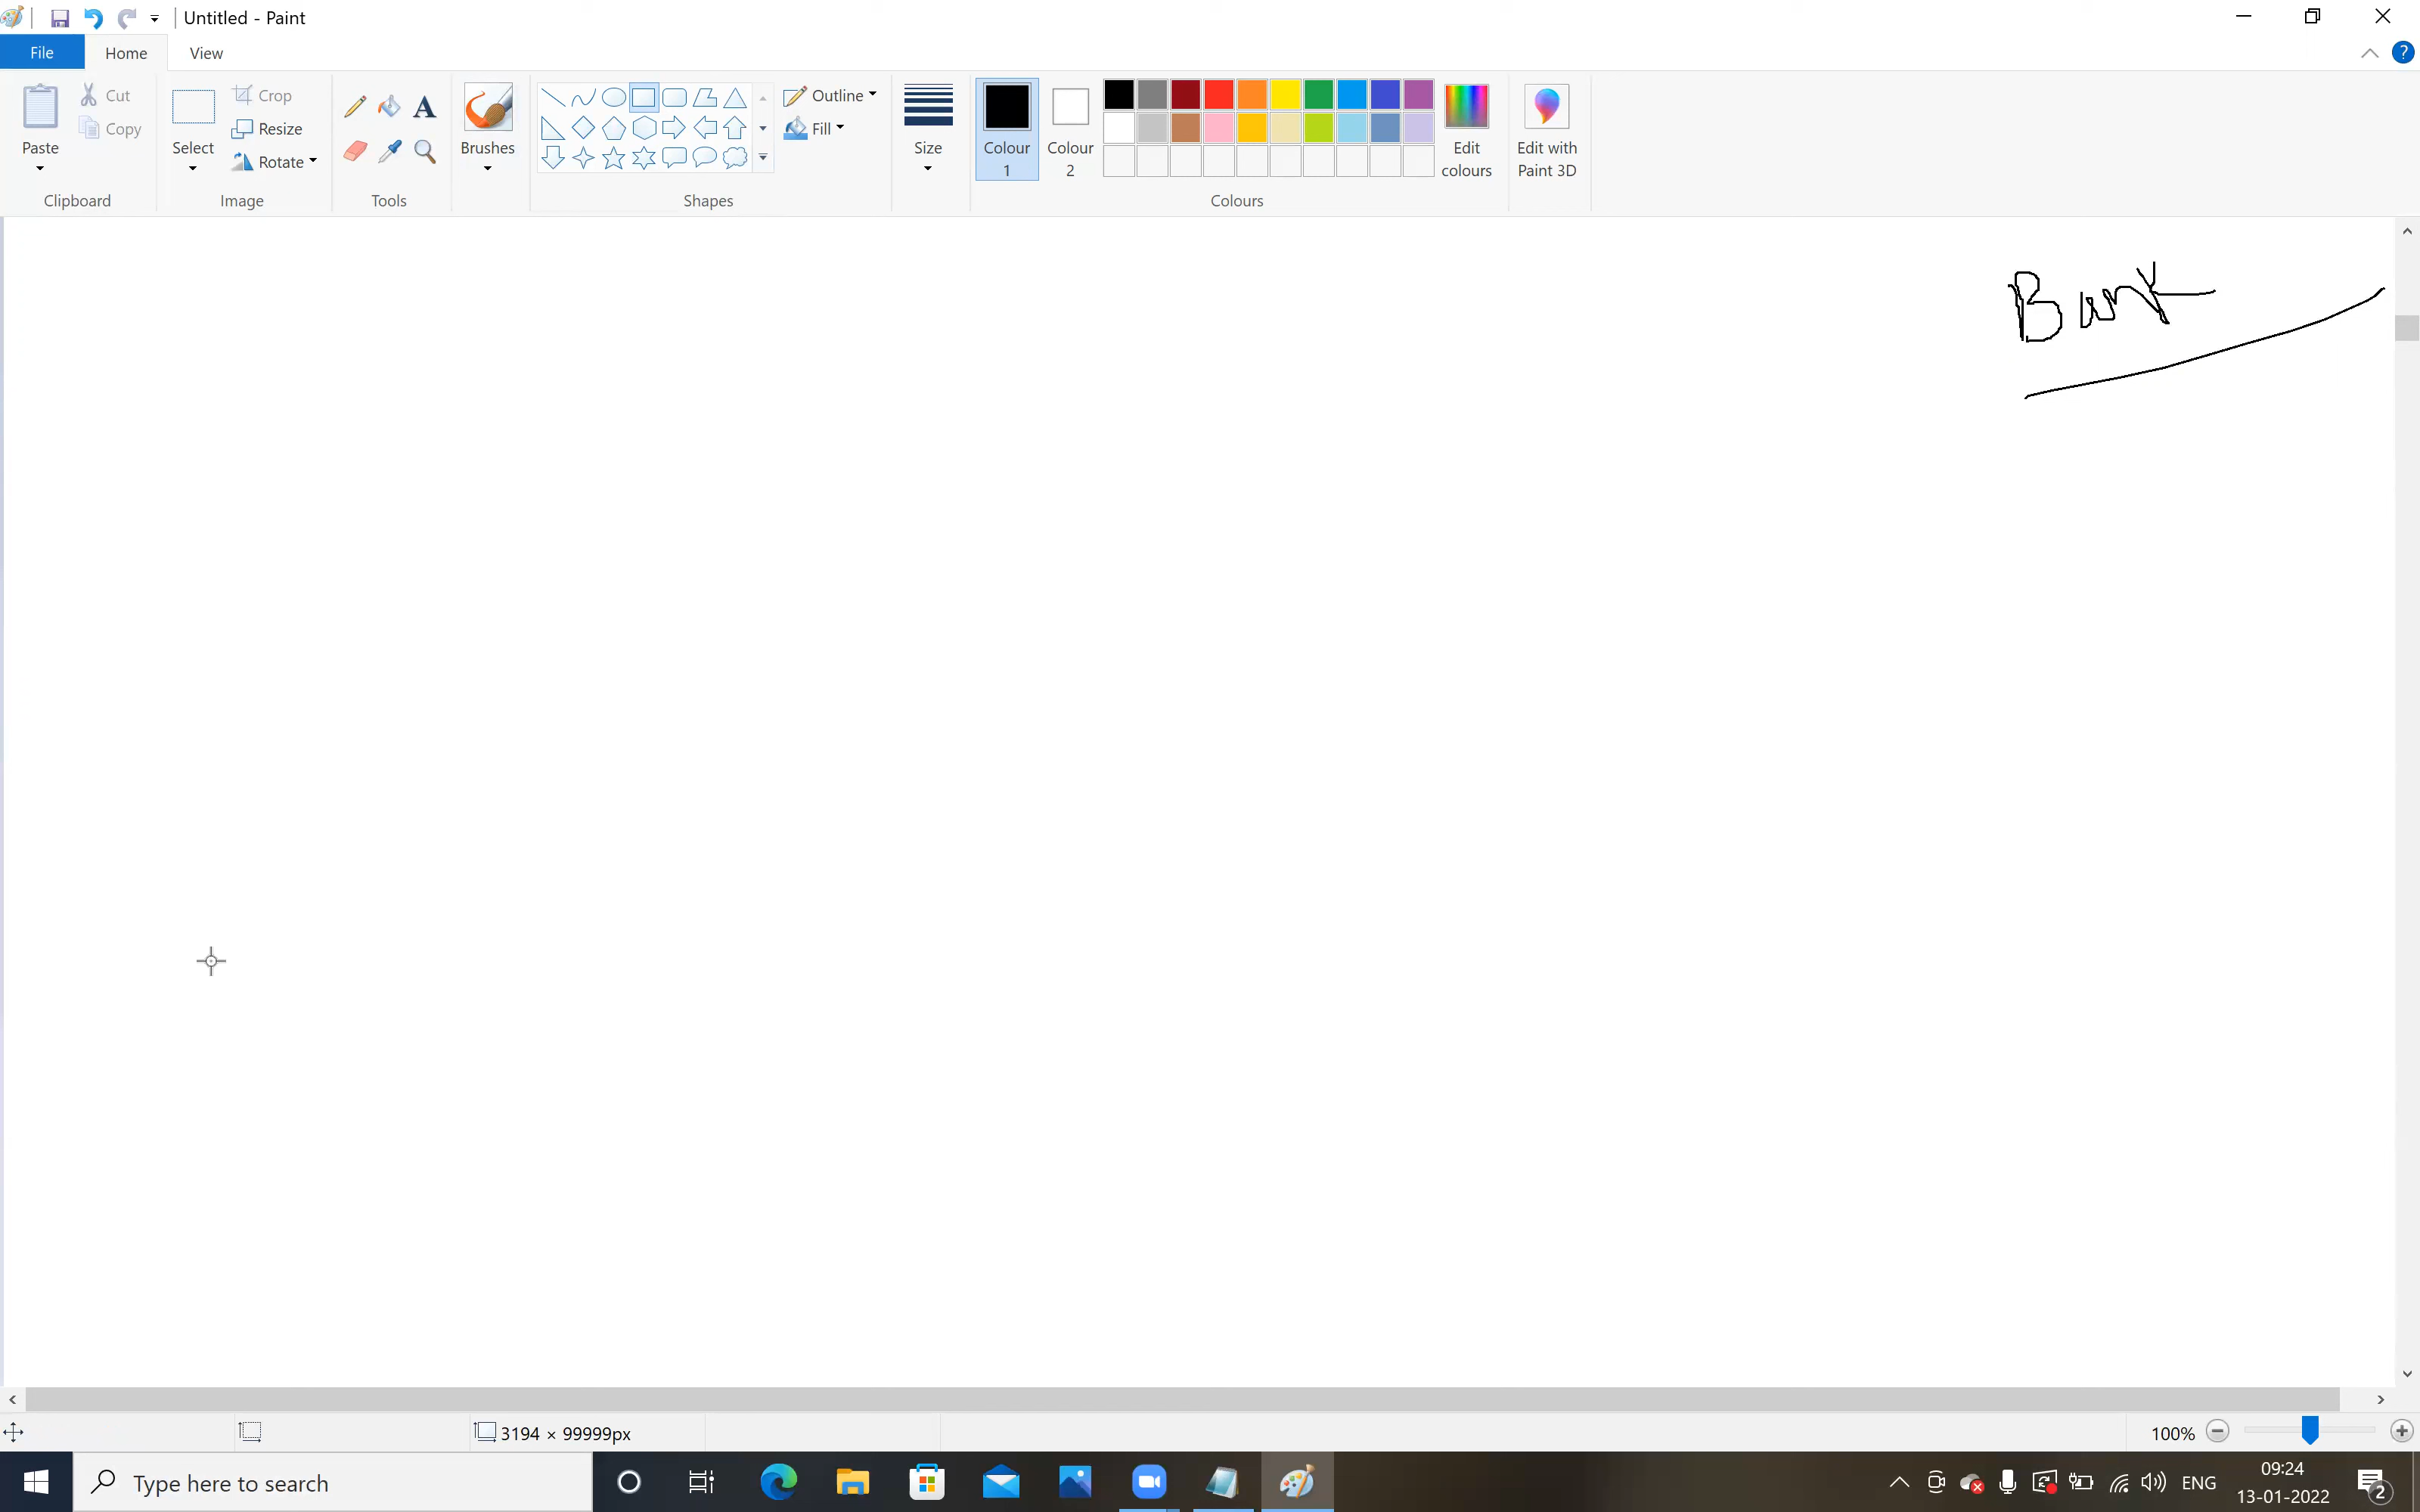 Untitled - Paint
File Home View
Paste
Cut
Copy
Clipboard
Select
Crop
Resize
Rotate
Image
Tools
Brushes
Shapes
Outline
Fill
Size
Colour 1
Colour 2
Colours
Edit colours
Edit with Paint 3D
Bank
3194 × 99999px
100%
Type here to search
ENG
09:24
13-01-2022
2